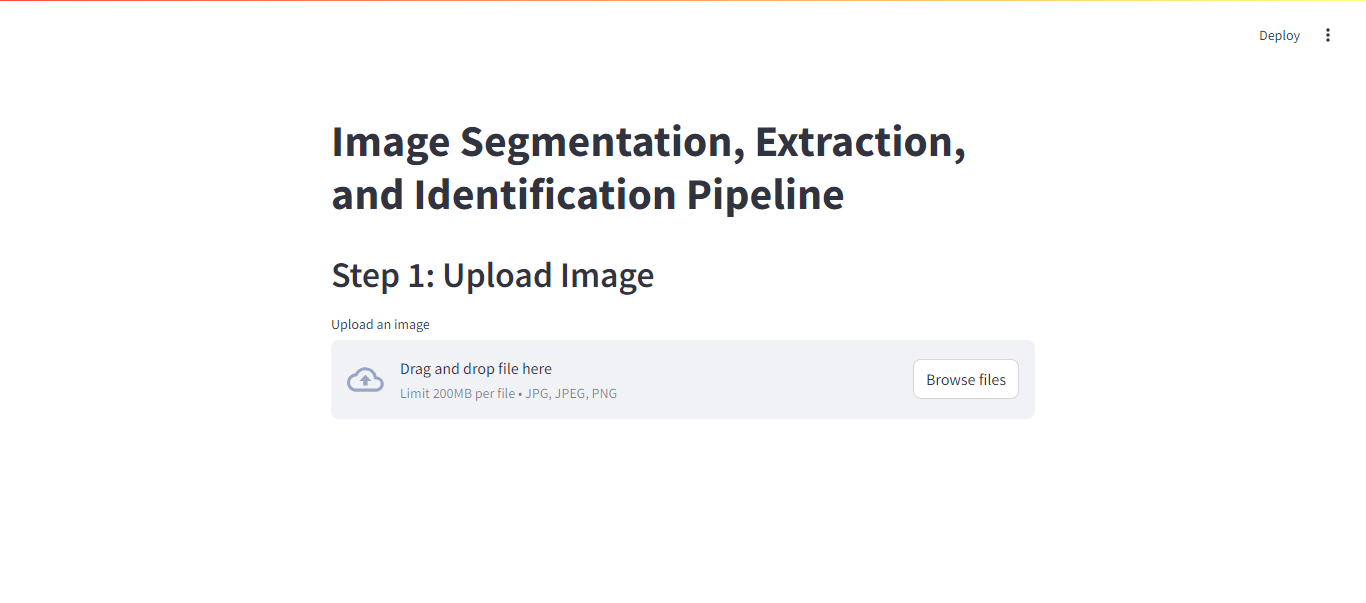 Deploy
Image Segmentation, Extraction,
and Identification Pipeline
Step 1: Upload Image
Upload an image
Drag and drop file here
Limit 200MB per file • JPG, JPEG, PNG
Browse files